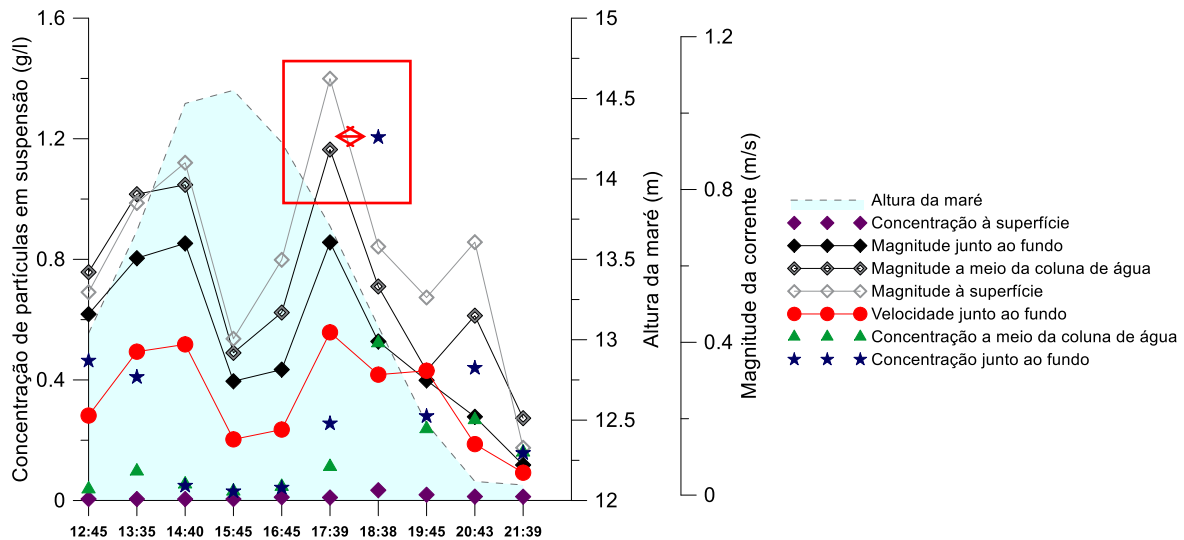 Concentração de partículas em suspensão (g/l)
1.6
1.2
0.8
0.4
0
12:45 13:35 14:40 15:45 16:45 17:39 18:38 19:45 20:43 21:39
15
14.5
14
13.5
13
12.5
12
Altura da maré (m)
1.2
0.8
0.4
0
Magnitude da corrente (m/s)
Altura da maré
Concentração à superfície
Magnitude junto ao fundo
Magnitude a meio da coluna de água
Magnitude à superfície
Velocidade junto ao fundo
Concentração a meio da coluna de água
Concentração junto ao fundo